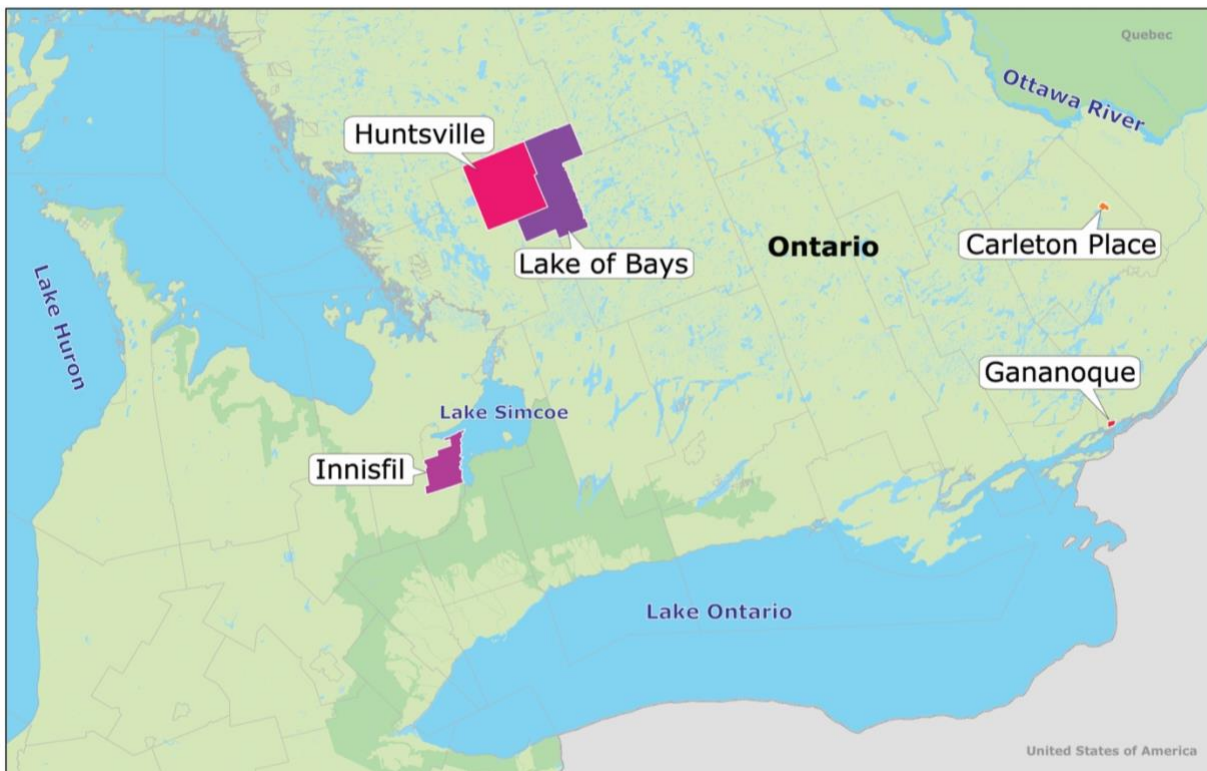 Quebec
Ottawa River
Huntsville
Lake of Bays
Ontario
Carleton Place
Lake Huron
Gananoque
Lake Simcoe
Innisfil
Lake Ontario
United States of America